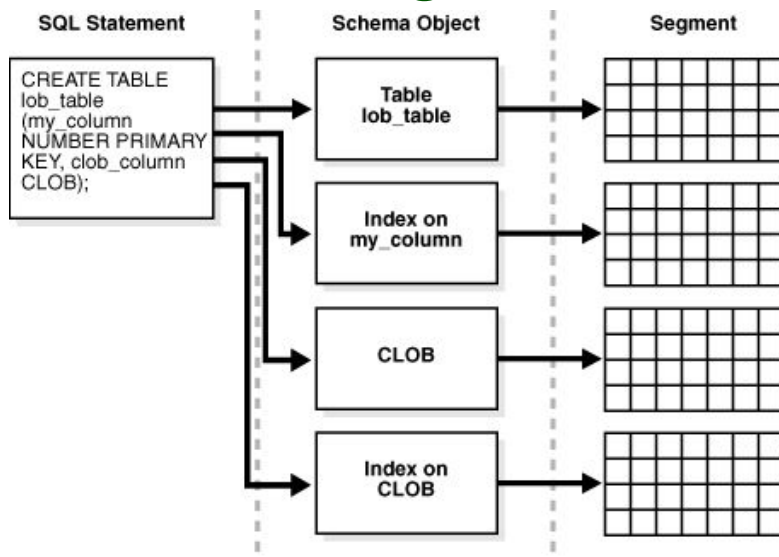 SQL Statement
Schema Object
Segment
CREATE TABLE
lob_table
(my_column
NUMBER PRIMARY
KEY, clob_column
CLOB);
Table
lob_table
Index on
my_column
CLOB
Index on
CLOB